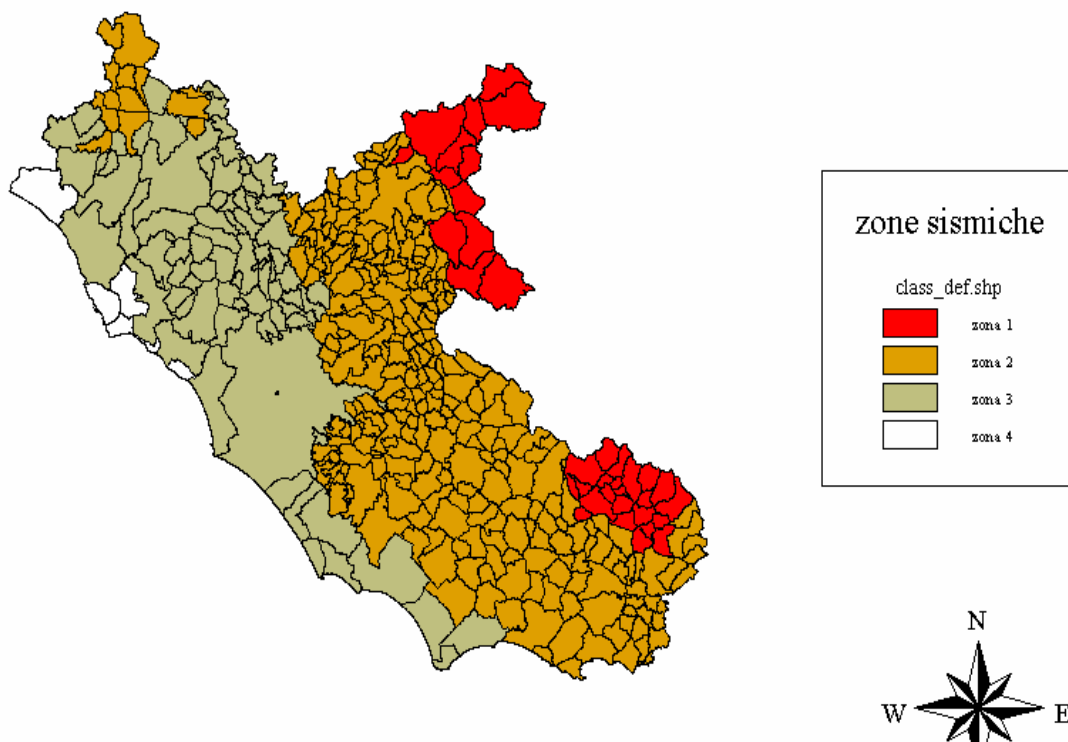 zone sismiche
class_def.shp
zona 1
zona 2
zona 3
zona 4
N
W E